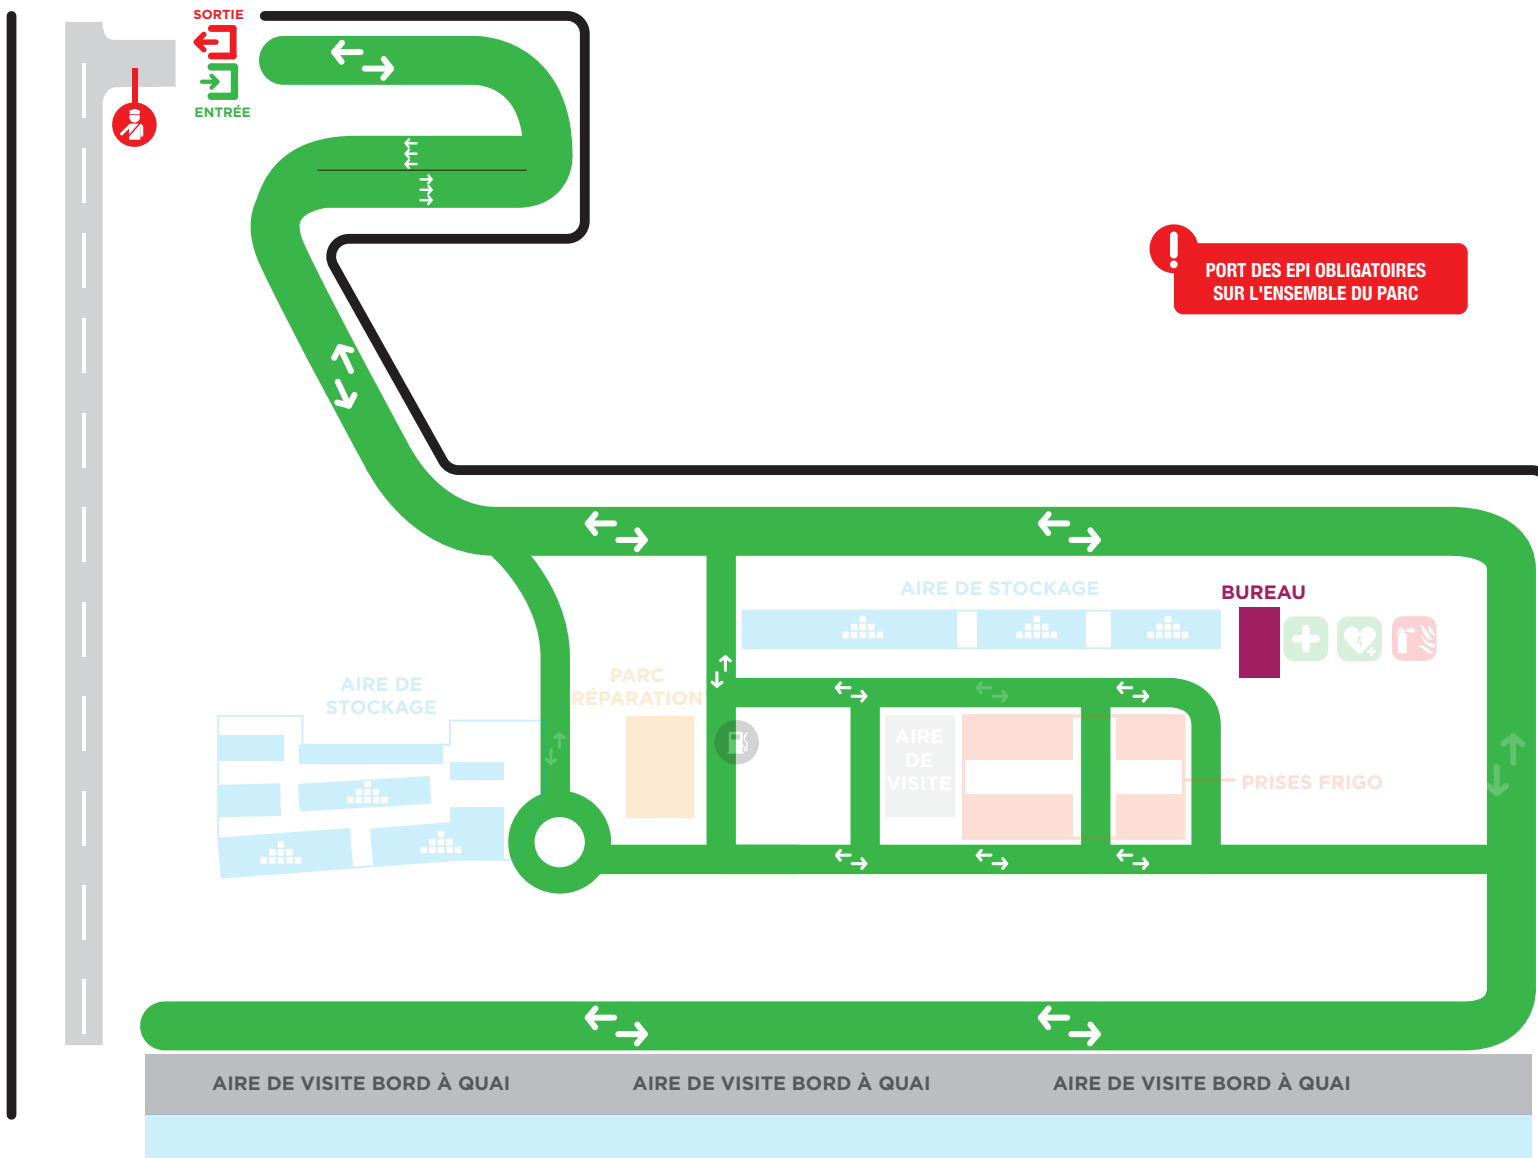 SORTIE
ENTRÉE
PORT DES EPI OBLIGATOIRES
SUR L'ENSEMBLE DU PARC
AIRE DE STOCKAGE
BUREAU
PARC
RÉPARATION
AIRE DE
STOCKAGE
AIRE
DE
VISITE
PRISES FRIGO
AIRE DE VISITE BORD À QUAI
AIRE DE VISITE BORD À QUAI
AIRE DE VISITE BORD À QUAI